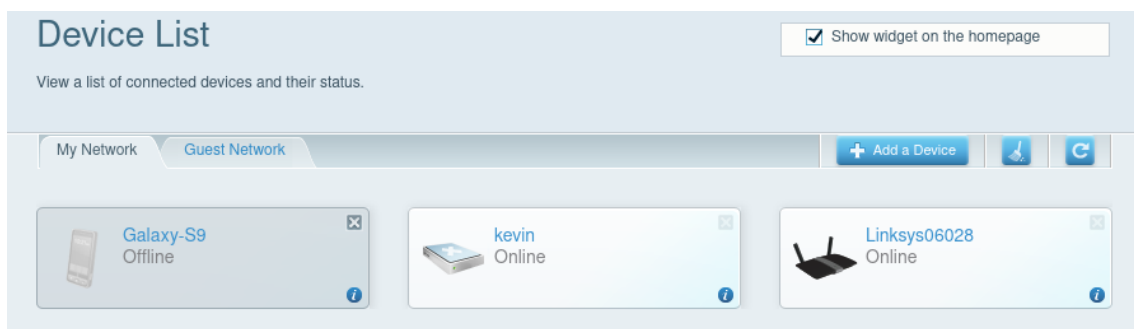 Device List
Show widget on the homepage
View a list of connected devices and their status.
My Network
Guest Network
Add a Device
Galaxy-S9
Offline
kevin
Online
Linksys06028
Online